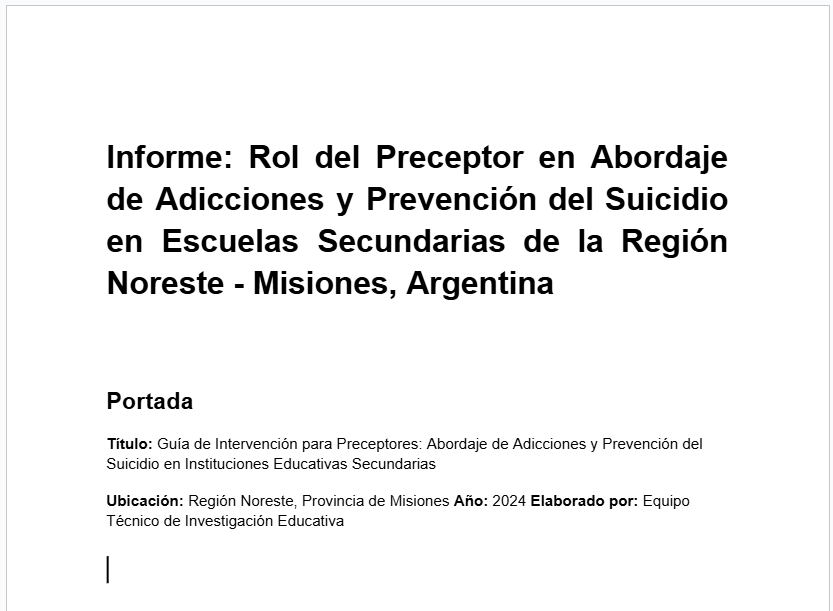 Informe: Rol del Preceptor en Abordaje
de Adicciones y Prevención del Suicidio
en Escuelas Secundarias de la Región
Noreste - Misiones, Argentina
Portada
Título: Guía de Intervención para Preceptores: Abordaje de Adicciones y Prevención del
Suicidio en Instituciones Educativas Secundarias
Ubicación: Región Noreste, Provincia de Misiones Año: 2024 Elaborado por: Equipo
Técnico de Investigación Educativa